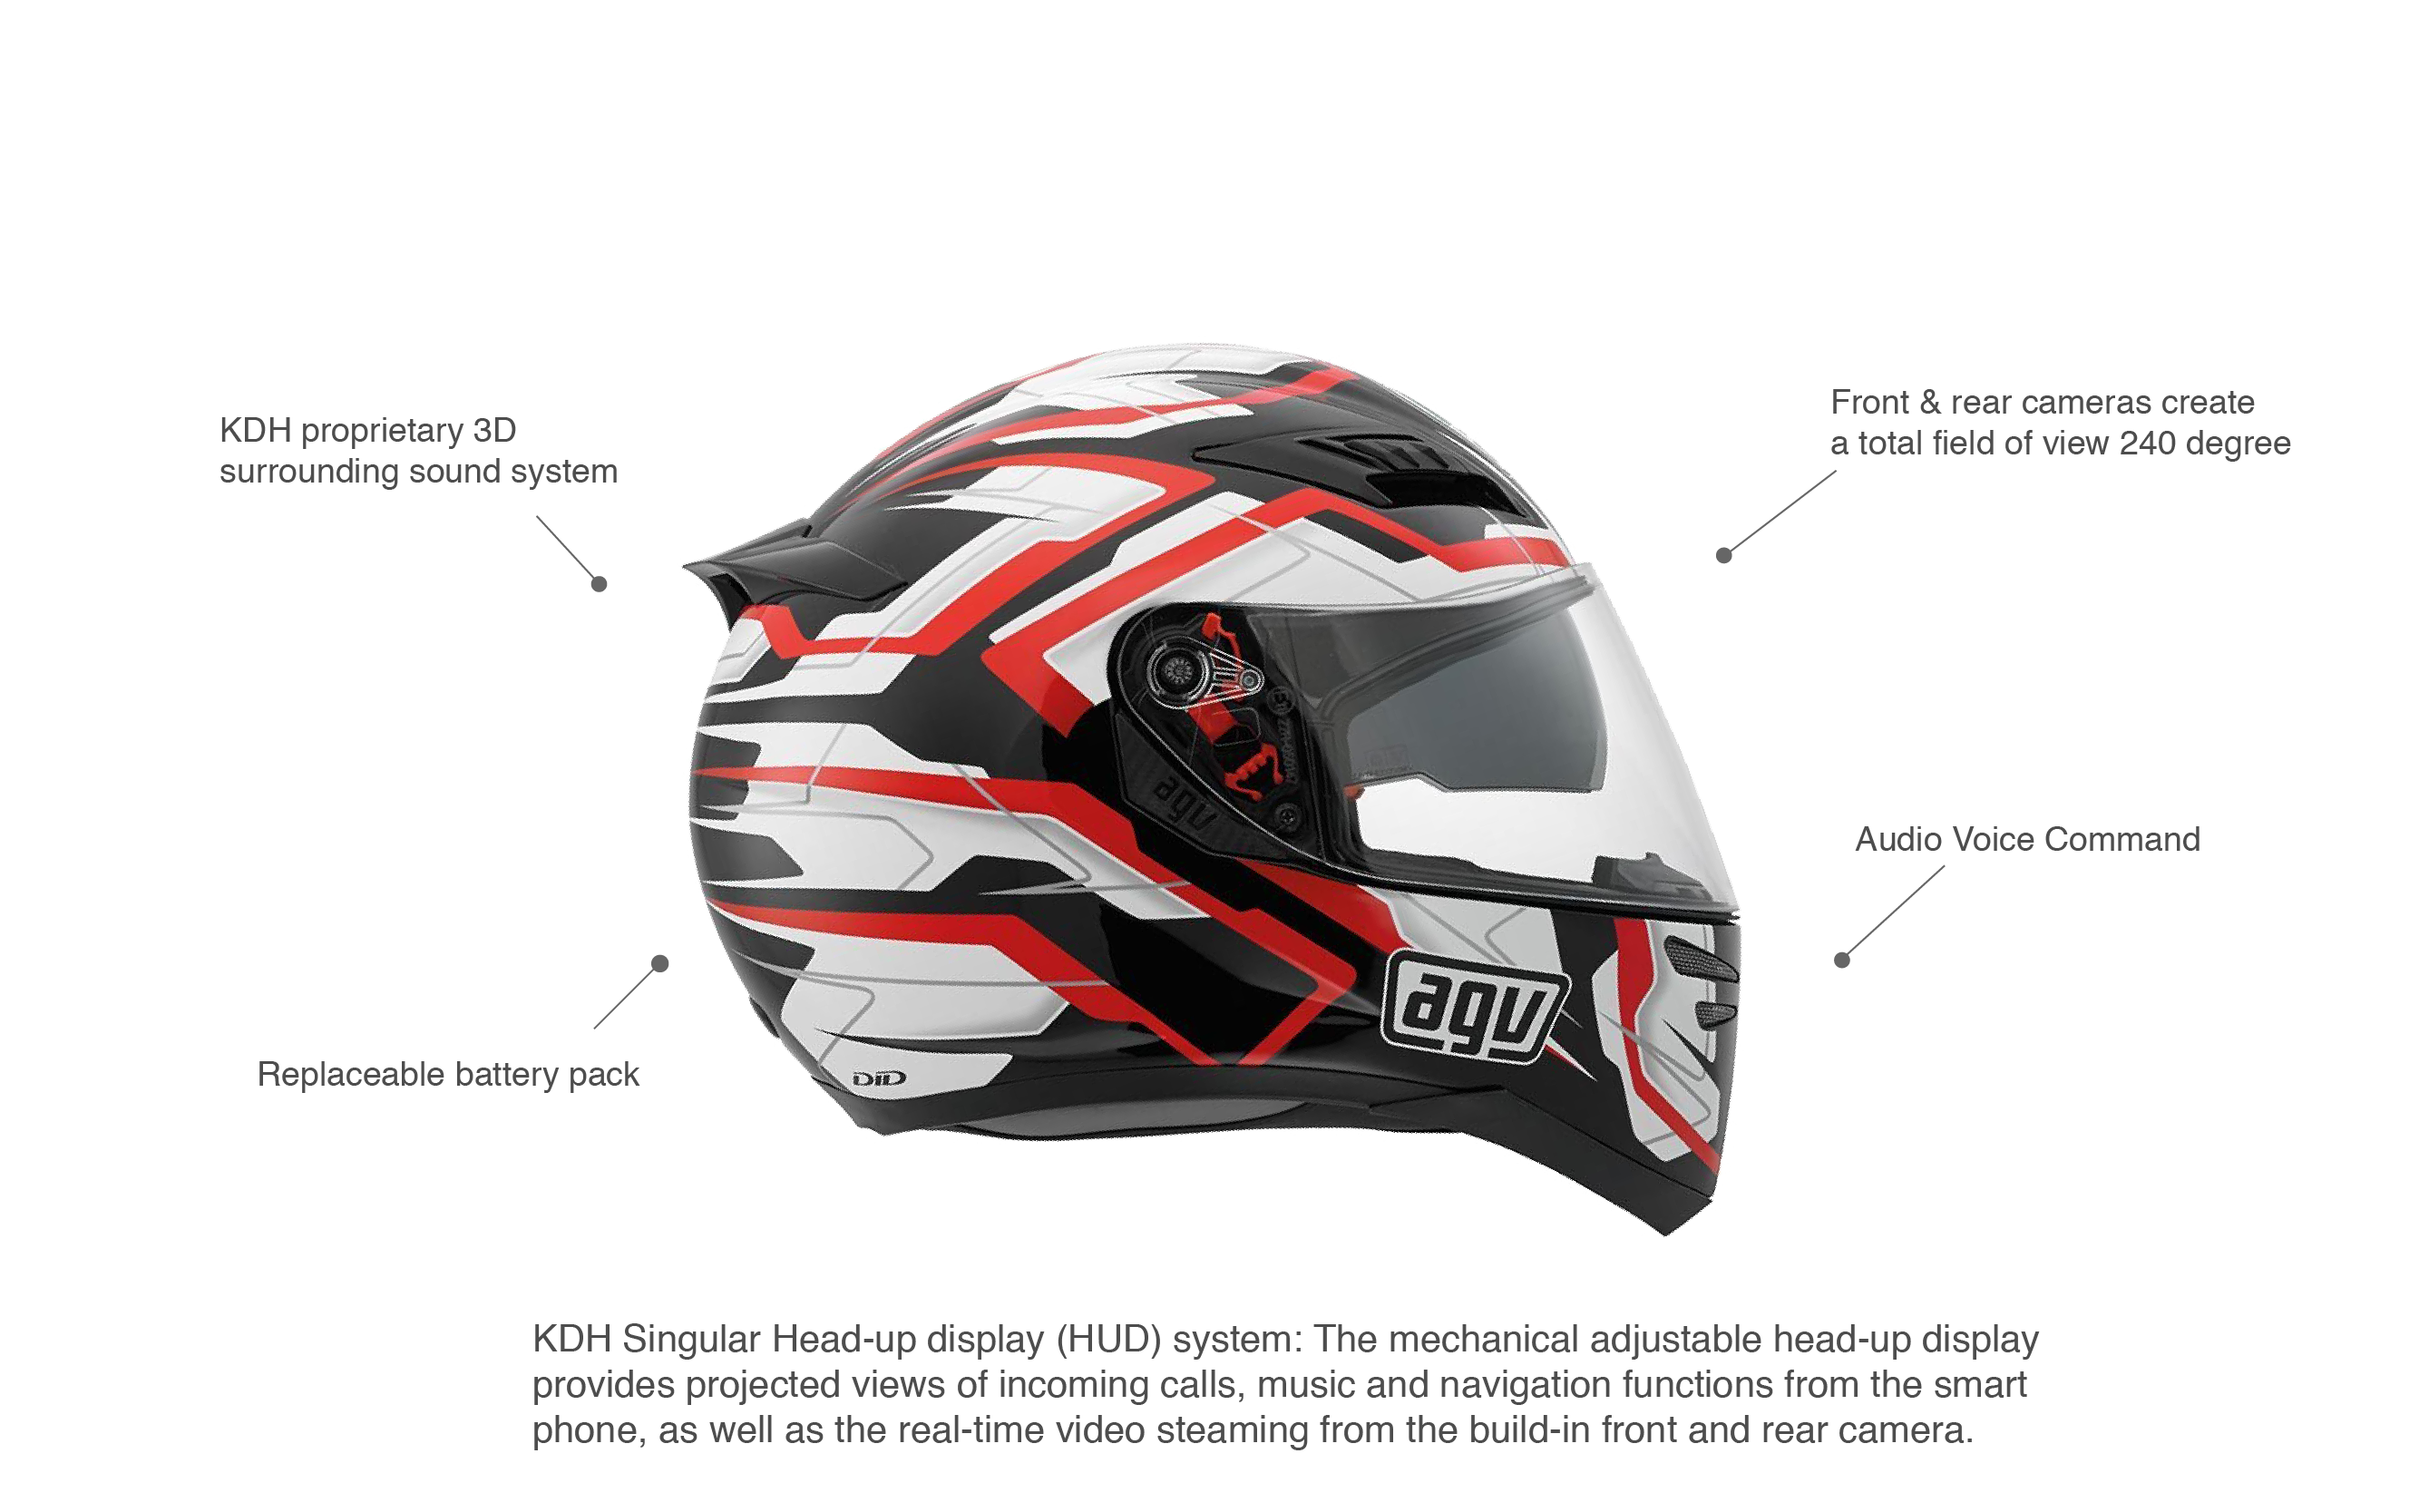 KDH proprietary 3D
surrounding sound system
Front & rear cameras create
a total field of view 240 degree
agv
Audio Voice Command
agv
Replaceable battery pack
DID
KDH Singular Head-up display (HUD) system: The mechanical adjustable head-up display
provides projected views of incoming calls, music and navigation functions from the smart
phone, as well as the real-time video steaming from the build-in front and rear camera.